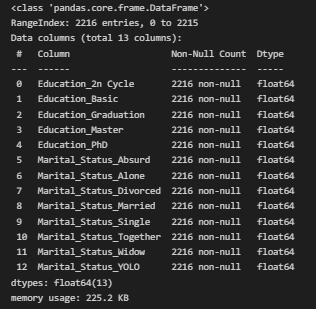 <class 'pandas.core.frame.DataFrame'>
RangeIndex: 2216 entries, 0 to 2215
Data columns (total 13 columns):
 #   Column                   Non-Null Count  Dtype
---  ------                   --------------  -----
 0   Education_2n Cycle       2216 non-null   float64
 1   Education_Basic          2216 non-null   float64
 2   Education_Graduation     2216 non-null   float64
 3   Education_Master         2216 non-null   float64
 4   Education_PhD            2216 non-null   float64
 5   Marital_Status_Absurd    2216 non-null   float64
 6   Marital_Status_Alone     2216 non-null   float64
 7   Marital_Status_Divorced  2216 non-null   float64
 8   Marital_Status_Married   2216 non-null   float64
 9   Marital_Status_Single    2216 non-null   float64
 10  Marital_Status_Together  2216 non-null   float64
 11  Marital_Status_Widow     2216 non-null   float64
 12  Marital_Status_YOLO      2216 non-null   float64
dtypes: float64(13)
memory usage: 225.2 KB